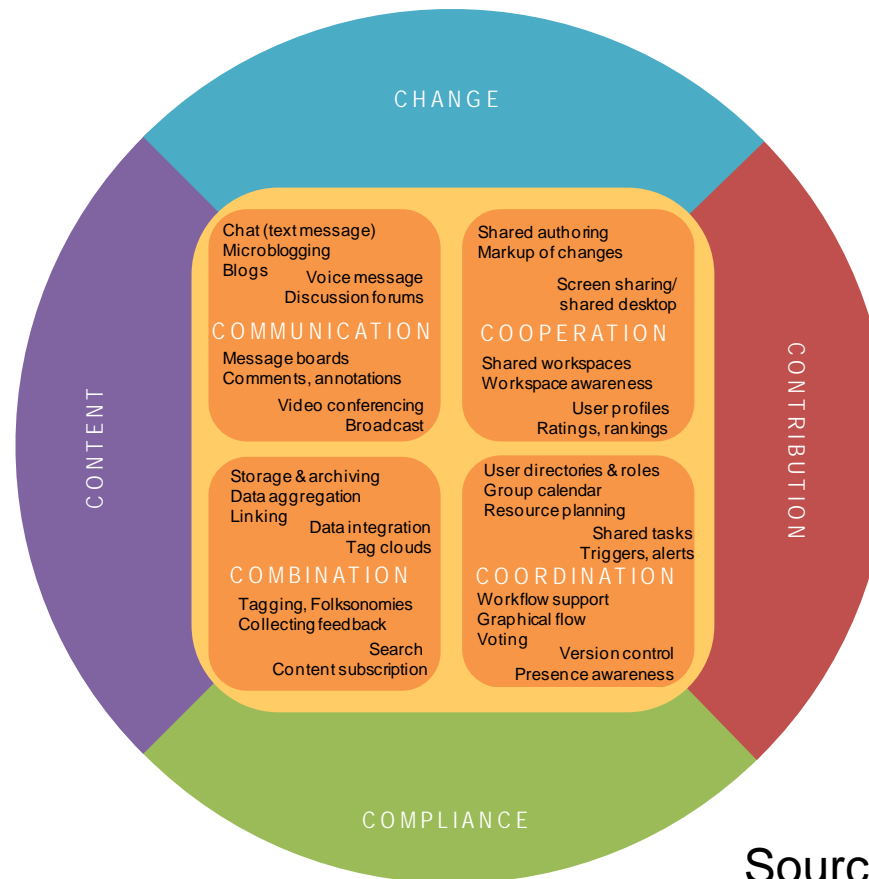 CHANGE
Chat (text message)
Microblogging
Blogs
Voice message
Discussion forums
COMMUNICATION
Message boards
Comments, annotations
Video conferencing
Broadcast
Shared authoring
Markup of changes
Screen sharing/
shared desktop
COOPERATION
Shared workspaces
Workspace awareness
User profiles
Ratings, rankings
CONTENT
CONTRIBUTION
Storage & archiving
Data aggregation
Linking
Data integration
Tag clouds
COMBINATION
Tagging, Folksonomies
Collecting feedback
Search
Content subscription
User directories & roles
Group calendar
Resource planning
Shared tasks
Triggers, alerts
COORDINATION
Workflow support
Graphical flow
Voting
Version control
Presence awareness
COMPLIANCE
Sourc